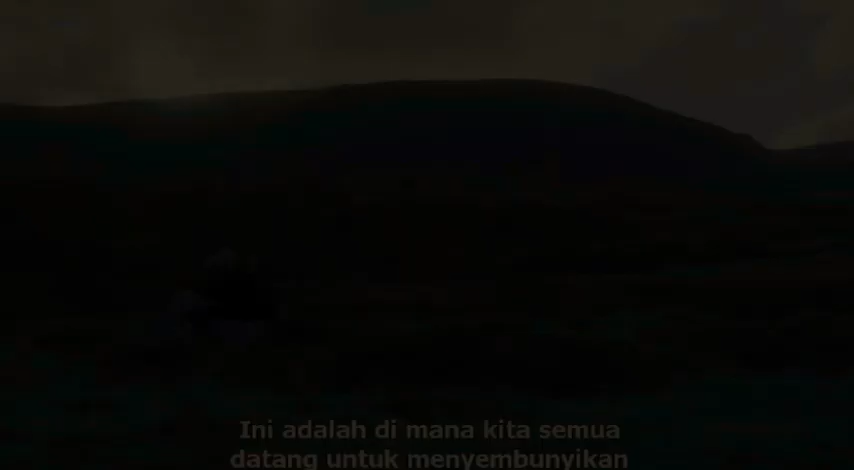 Ini adalah di mana kita semua
datang untuk menyembunyikan